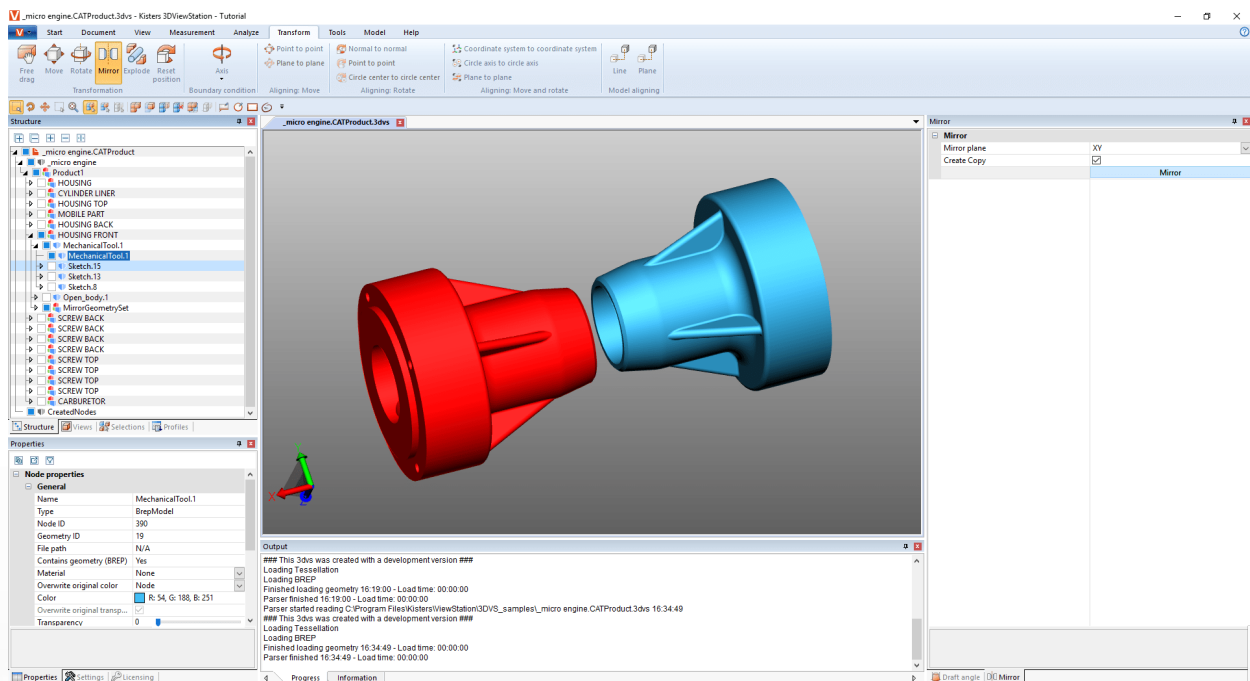 _micro engine.CATProduct.3dvs - Kisters 3DViewStation - Tutorial
Start Document View Measurement Analyze Transform Tools Model Help
Free drag Move Rotate Mirror Explode Reset position
Transformation
Axis
Boundary condition
Point to point
Plane to plane
Aligning: Move
Normal to normal
Point to point
Circle center to circle center
Aligning: Rotate
Coordinate system to coordinate system
Circle axis to circle axis
Plane to plane
Aligning: Move and rotate
Line Plane
Model aligning
Structure
_micro engine.CATProduct
_micro engine
Product1
HOUSING
CYLINDER LINER
HOUSING TOP
MOBILE PART
HOUSING BACK
HOUSING FRONT
MechanicalTool.1
MechanicalTool.1
Sketch.15
Sketch.13
Sketch.8
Open_body.1
MirrorGeometrySet
SCREW BACK
SCREW BACK
SCREW BACK
SCREW BACK
SCREW TOP
SCREW TOP
SCREW TOP
SCREW TOP
CARBURETOR
CreatedNodes
Structure Views Selections Profiles
Properties
Node properties
General
Name MechanicalTool.1
Type BrepModel
Node ID 390
Geometry ID 19
File path N/A
Contains geometry (BREP) Yes
Material None
Overwrite original color Node
Color R: 54, G: 188, B: 251
Overwrite original transp...
Transparency 0
Properties Settings Licensing
_micro engine.CATProduct.3dvs
X
Y
Z
Output
### This 3dvs was created with a development version ###
Loading Tessellation
Loading BREP
Finished loading geometry 16:19:00 - Load time: 00:00:00
Parser finished 16:19:00 - Load time: 00:00:00
Parser started reading C:\Program Files\Kisters\ViewStation\3DVS_samples\_micro engine.CATProduct.3dvs 16:34:49
### This 3dvs was created with a development version ###
Loading Tessellation
Loading BREP
Finished loading geometry 16:34:49 - Load time: 00:00:00
Parser finished 16:34:49 - Load time: 00:00:00
Progress Information
Mirror
Mirror
Mirror plane XY
Create Copy
Mirror
Draft angle Mirror